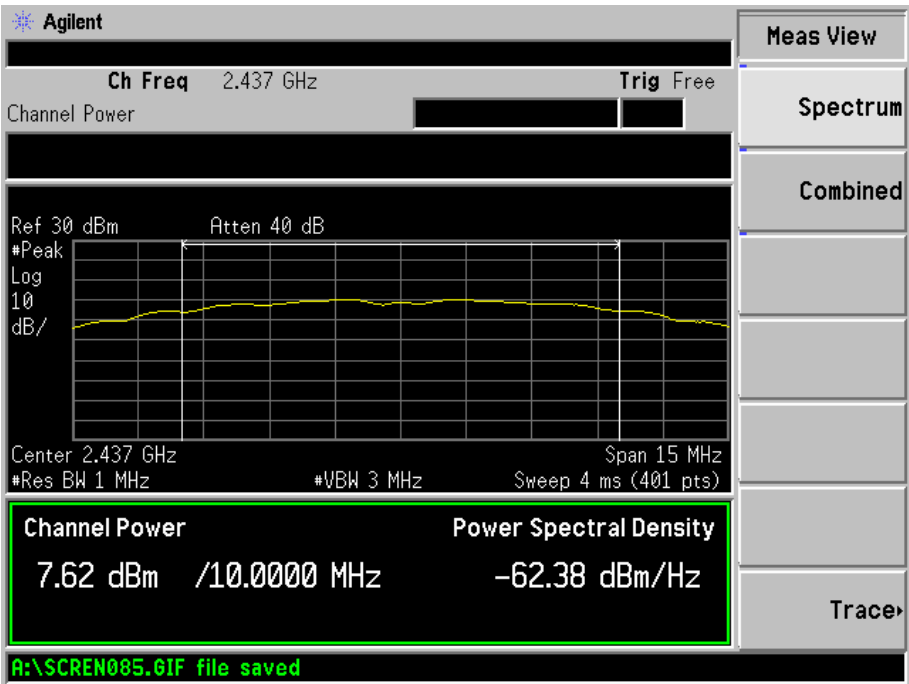 Agilent
Meas View
Ch Freq 2.437 GHz Trig Free
Channel Power
Spectrum
Combined
Ref 30 dBm Atten 40 dB
#Peak
Log
10
dB/
Center 2.437 GHz Span 15 MHz
#Res BW 1 MHz #VBW 3 MHz Sweep 4 ms (401 pts)
Channel Power Power Spectral Density
7.62 dBm /10.0000 MHz -62.38 dBm/Hz
Trace
A:\SCREN085.GIF file saved